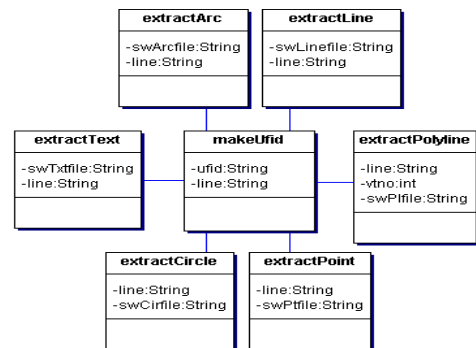 extractArc
-swArcfile:String
-line:String
extractLine
-swLinefile:String
-line:String
extractText
-swTxtfile:String
-line:String
makeUfid
-ufid:String
-line:String
extractPolyline
-line:String
-vtno:int
-swPlfile:String
extractCircle
-line:String
-swCirfile:String
extractPoint
-line:String
-swPtfile:String